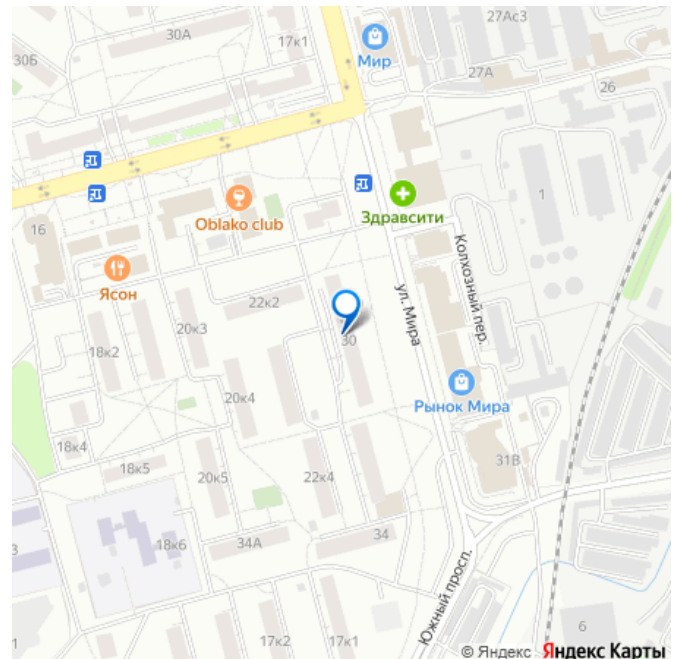 27Ас3
30А
17к1
Мир
30Б
27А
26
Здравсити
1
Oblako club
16
Колхозный пер.
Ясон
22к2
ул. Мира
20к3
30
18к2
20к4
Рынок Мира
18к4
31В
18к5
20к5
22к4
18к6
34А
34
3
Южный просп.
17к2
17к1
6
© Яндекс Яндекс Карты